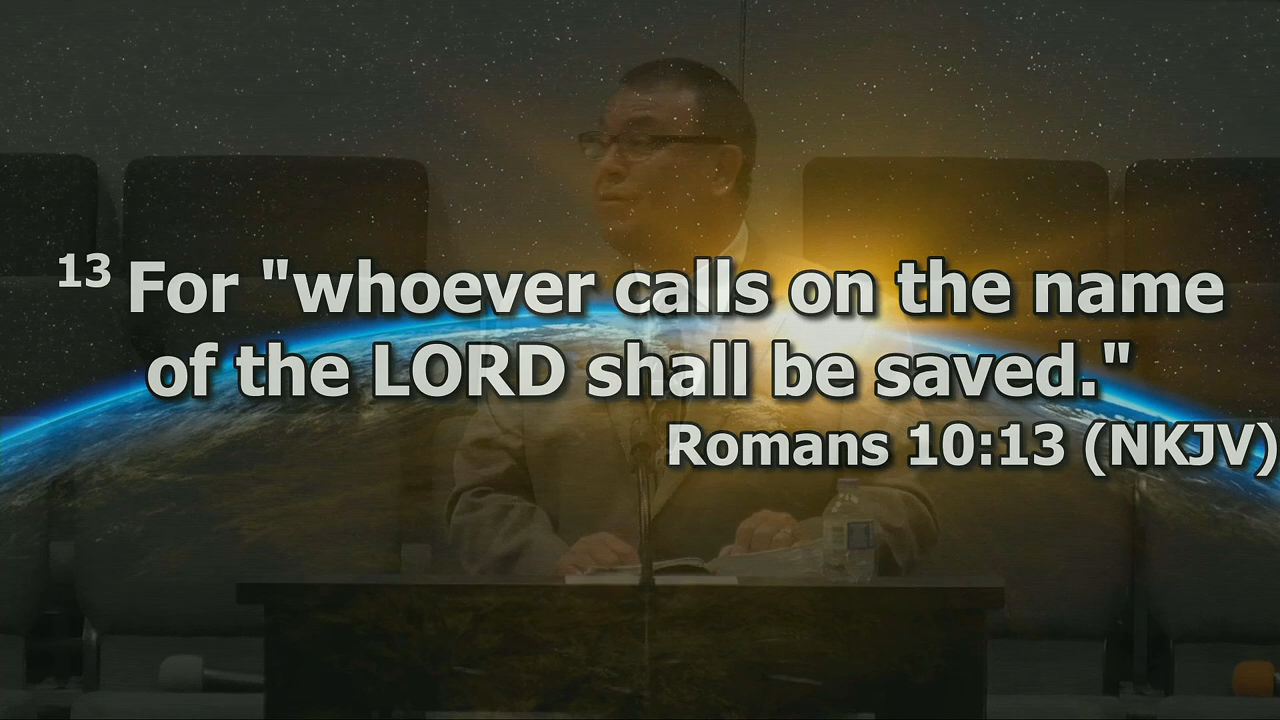 13 For "whoever calls on the name
of the LORD shall be saved."
Romans 10:13 (NKJV)